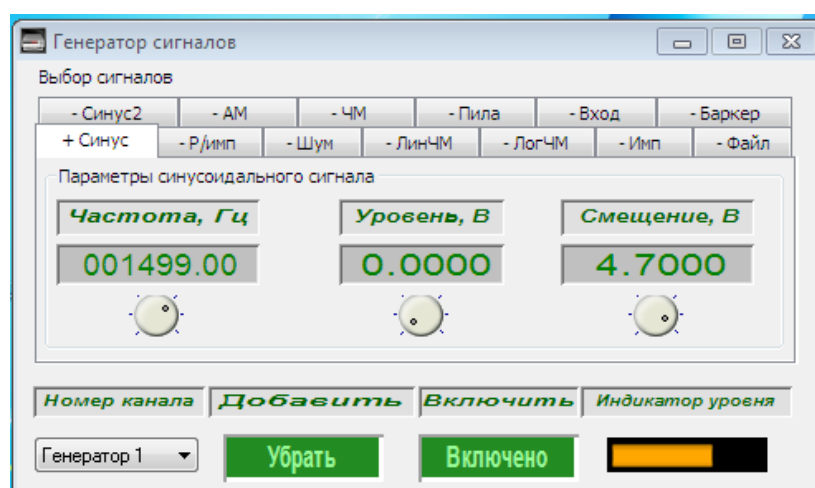 Генератор сигналов
Выбор сигналов
- Синус2 - АМ - ЧМ - Пила - Вход - Баркер
+ Синус - Р/имп - Шум - ЛинЧМ - ЛогЧМ - Имп - Файл
Параметры синусоидального сигнала
Частота, Гц Уровень, В Смещение, В
001499.00 0.0000 4.7000
Номер канала Добавить Включить Индикатор уровня
Генератор 1 Убрать Включено